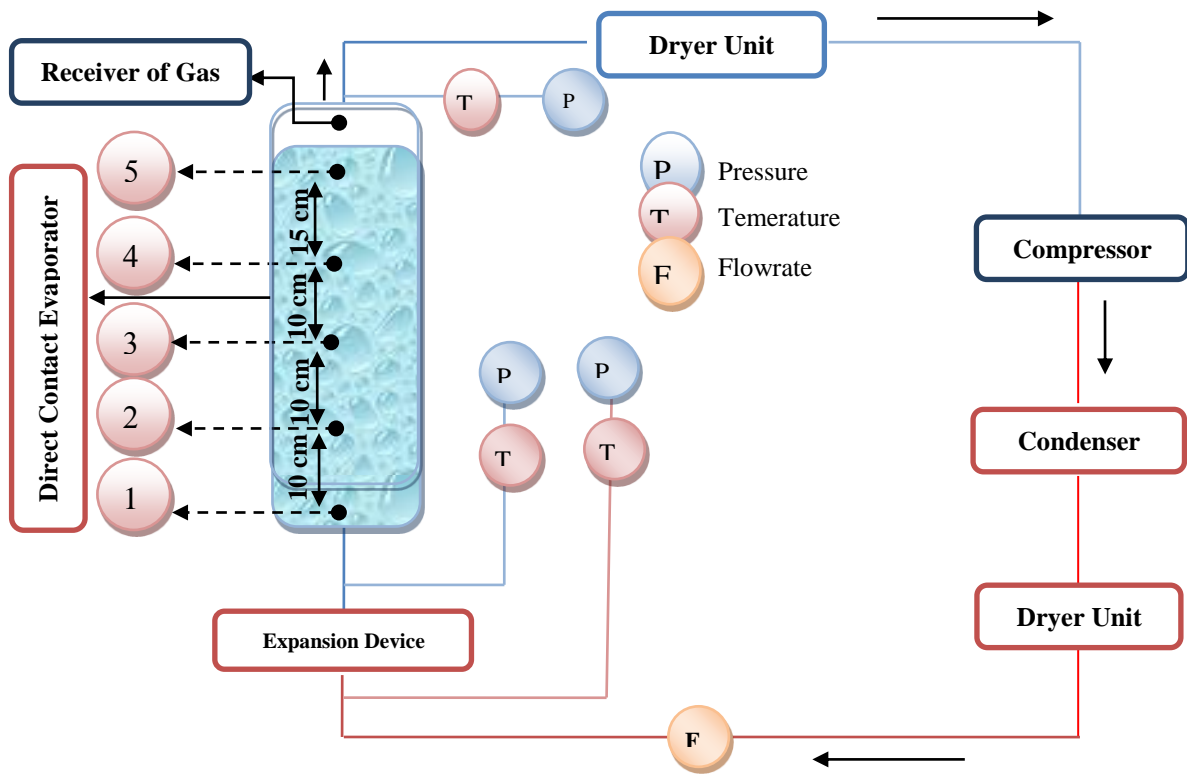 Dryer Unit
Receiver of Gas
T
P
5
P
Pressure
15 cm
T
Temerature
4
Compressor
F
Flowrate
10 cm
Direct Contact Evaporator
3
P
P
10 cm
2
Condenser
T
T
10 cm
1
Dryer Unit
Expansion Device
F